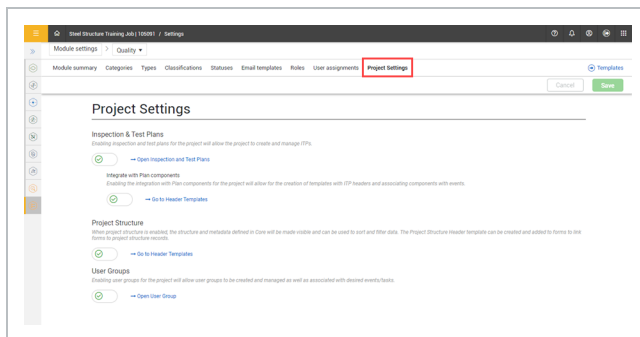 Steel Structure Training Job | 105091 / Settings
Module settings > Quality
Module summary Categories Types Classifications Statuses Email templates Roles User assignments Project Settings Templates
Cancel Save
Project Settings
Inspection & Test Plans
Enabling inspection and test plans for the project will allow the project to create and manage ITPs.
Open Inspection and Test Plans
Integrate with Plan components
Enabling the integration with Plan components for the project will allow for the creation of templates with ITP headers and associating components with events.
Go to Header Templates
Project Structure
When project structure is enabled, the structure and metadata defined in Core will be made visible and can be used to sort and filter data. The Project Structure Header template can be created and added to forms to link
forms to project structure records.
Go to Header Templates
User Groups
Enabling user groups for the project will allow user groups to be created and managed as well as associated with desired events/tasks.
Open User Group